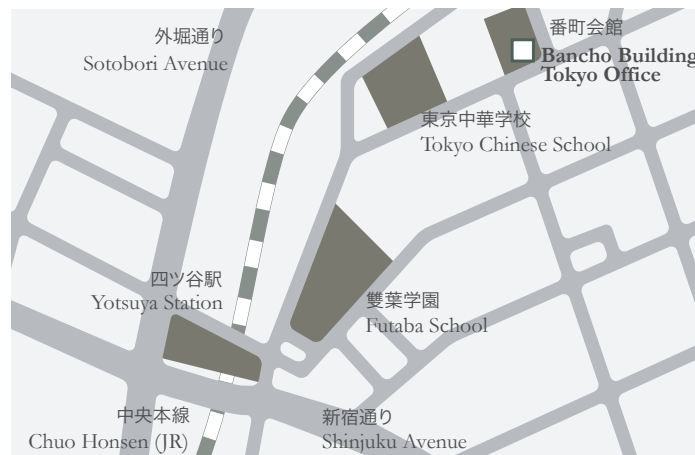 外堀通り
Sotobori Avenue
番町会館
Bancho Building
Tokyo Office
東京中華学校
Tokyo Chinese School
四ツ谷駅
Yotsuya Station
雙葉学園
Futaba School
中央本線
Chuo Honsen (JR)
新宿通り
Shinjuku Avenue